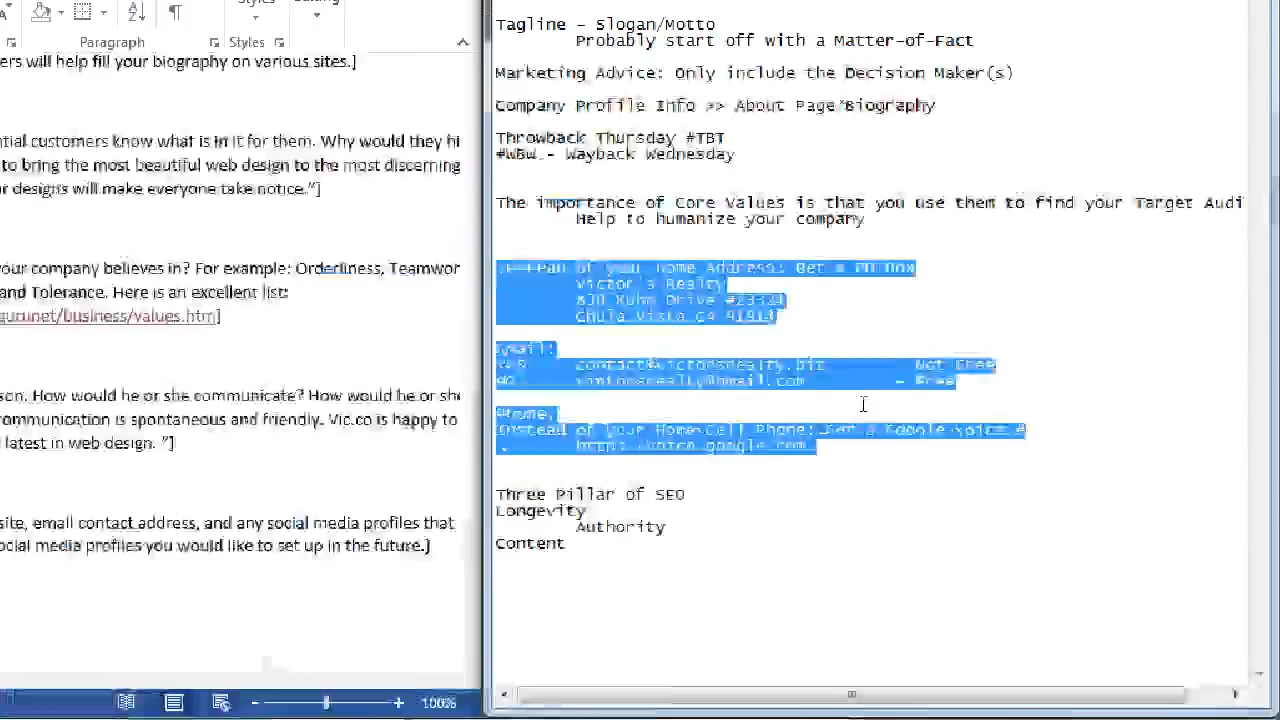 Paragraph
Styles
Styles
ers will help fill your biography on various sites.]
ntial customers know what is in it for them. Why would they hi
to bring the most beautiful web design to the most discerning
r designs will make everyone take notice.”]
your company believes in? For example: Orderliness, Teamwor
and Tolerance. Here is an excellent list:
gurunet/business/values.htm]
son. How would he or she communicate? How would he or she
ommunication is spontaneous and friendly. Vic.co is happy to
l latest in web design. ”]
site, email contact address, and any social media profiles that
ocial media profiles you would like to set up in the future.]
100%
Tagline - Slogan/Motto
Probably start off with a Matter-of-Fact
Marketing Advice: Only include the Decision Maker(s)
Company Profile Info >> About Page Biography
Throwback Thursday #TBT
#WBW - Wayback Wednesday
The importance of Core Values is that you use them to find your Target Audi
Help to humanize your company
of your Home Address: Get a PO Box
Victor's Realty
Kuhn Drive
Chula Vista CA
Email:
contact@victorsrealty.biz Not Free
NO - Free
Phone:
Instead of your Home Cell Phone: Get a Google Voice #
google.com
Three Pillar of SEO
Longevity
Authority
Content